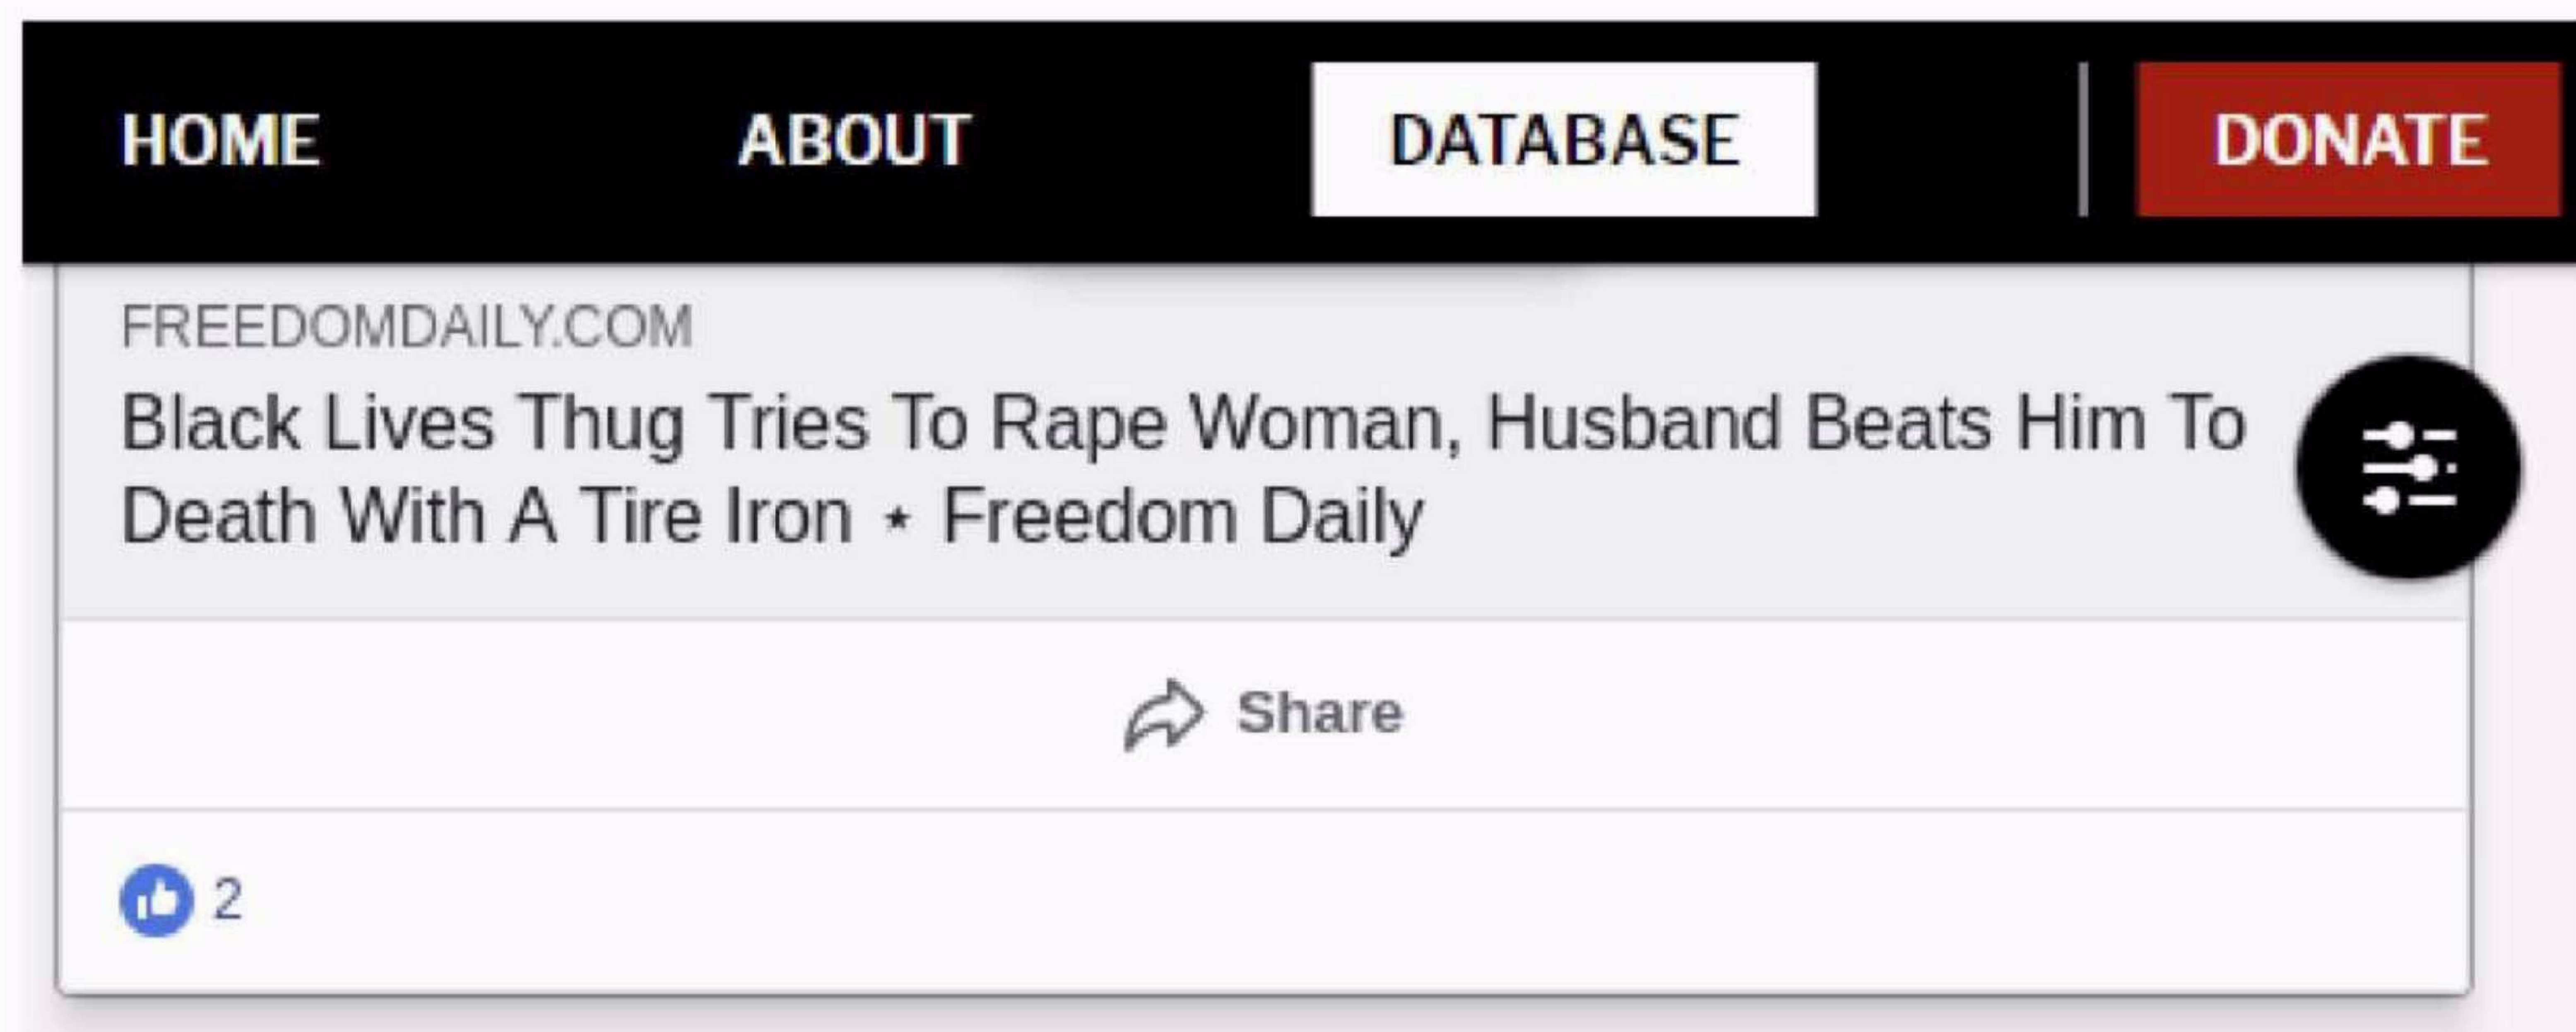 HOME ABOUT DATABASE DONATE
FREEDOMDAILY.COM
Black Lives Thug Tries To Rape Woman, Husband Beats Him To
Death With A Tire Iron ⋆ Freedom Daily
Share
2